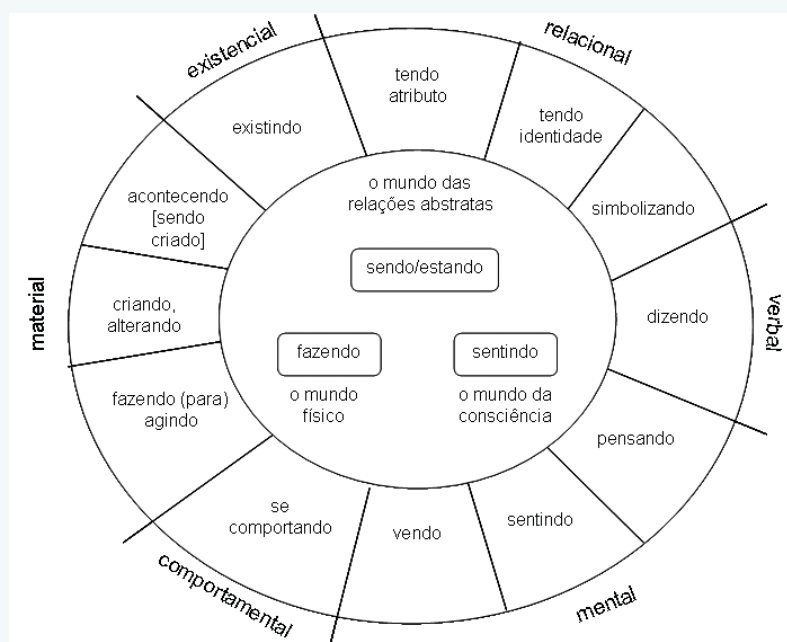 existencial
relacional
tendo
atributo
tendo
identidade
existindo
simbolizando
acontecendo
[sendo
criado]
o mundo das
relações abstratas
sendo/estando
material
criando,
alterando
dizendo
verbal
fazendo
sentindo
o mundo
físico
o mundo da
consciência
fazendo (para)
agindo
pensando
se
comportando
vendo
sentindo
comportamental
mental